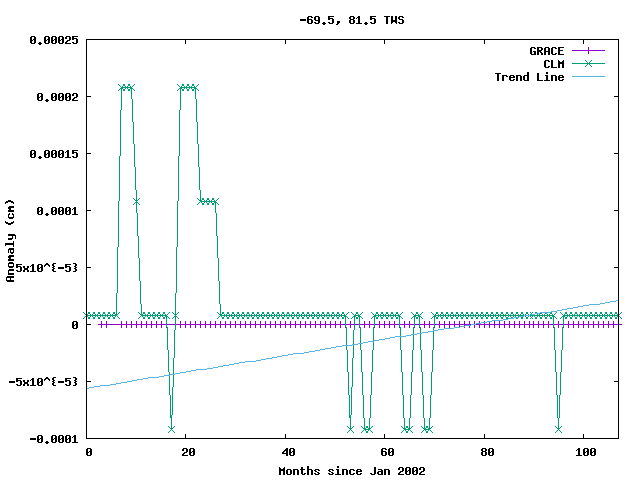 -69.5, 81.5 TWS
GRACE
CLM
Trend Line
0.00025
0.0002
0.00015
0.0001
5x10^{-5}
0
-5x10^{-5}
-0.0001
Anomaly (cm)
0 20 40 60 80 100
Months since Jan 2002